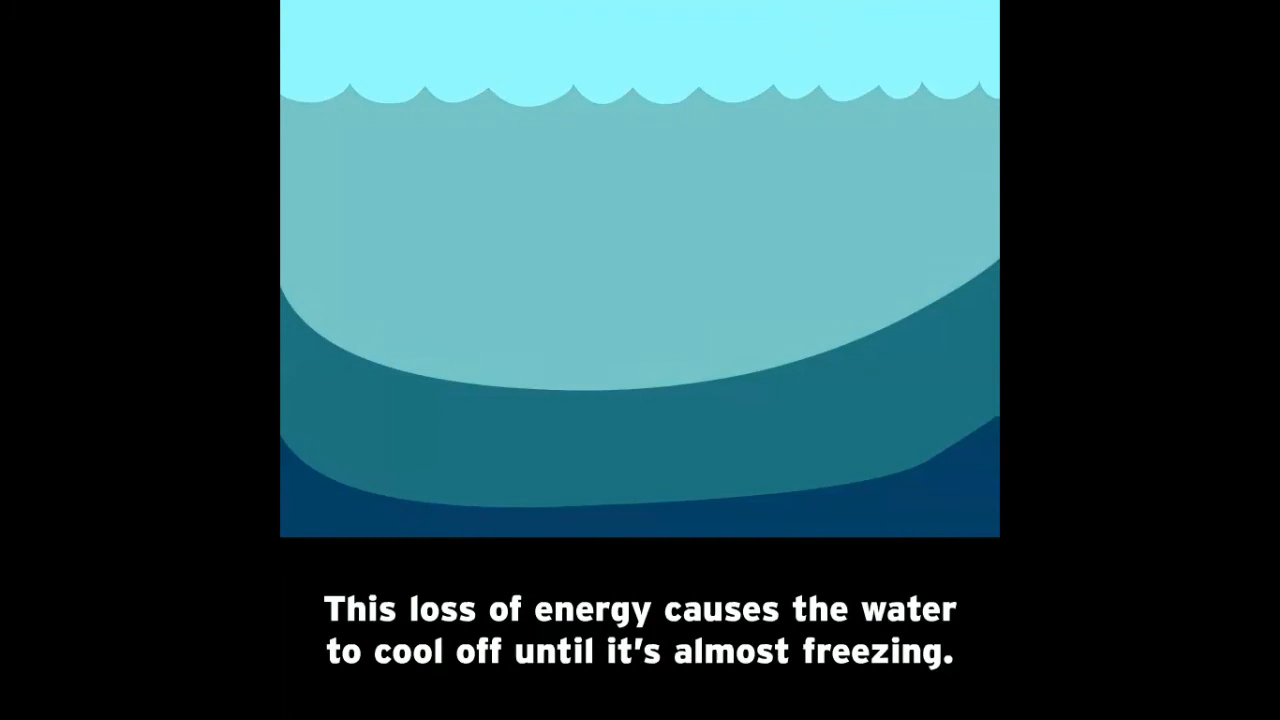 This loss of energy causes the water
to cool off until it's almost freezing.